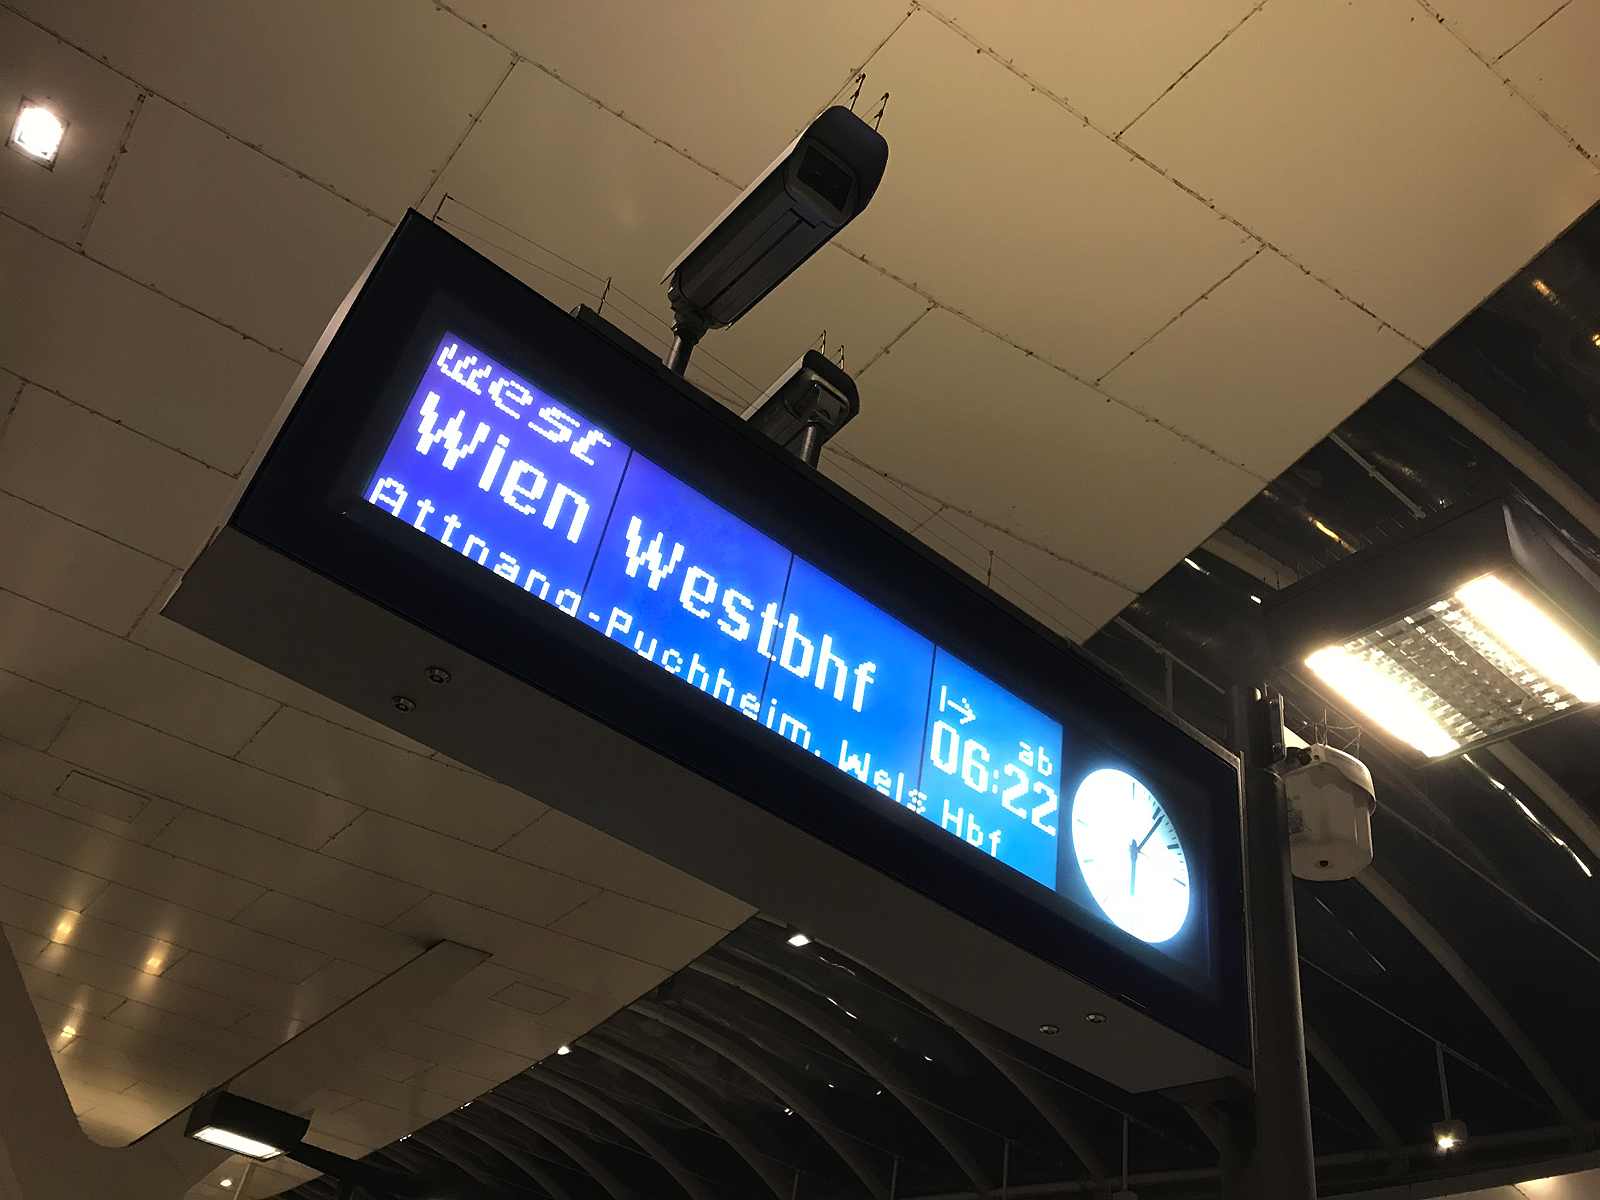 west
Wien Westbhf
Attnang-Puchheim, Wels Hbf
ab
06:22